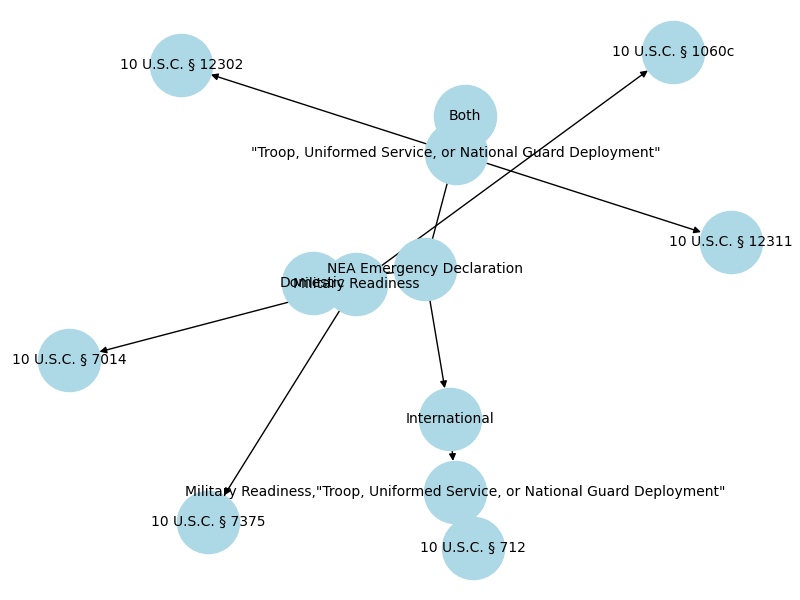 10 U.S.C. § 1060c
10 U.S.C. § 12302
Both
"Troop, Uniformed Service, or National Guard Deployment"
10 U.S.C. § 12311
NEA Emergency Declaration
Domestic
Military Readiness
10 U.S.C. § 7014
International
Military Readiness,"Troop, Uniformed Service, or National Guard Deployment"
10 U.S.C. § 7375
10 U.S.C. § 712